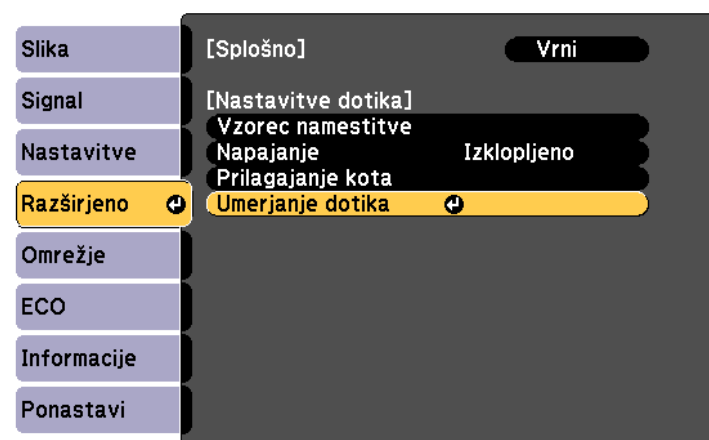 Slika
Signal
Nastavitve
Razširjeno
Omrežje
ECO
Informacije
Ponastavi
[Splošno] Vrni
[Nastavitve dotika]
Vzorec namestitve
Napajanje Izklopljeno
Prilagajanje kota
Umerjanje dotika